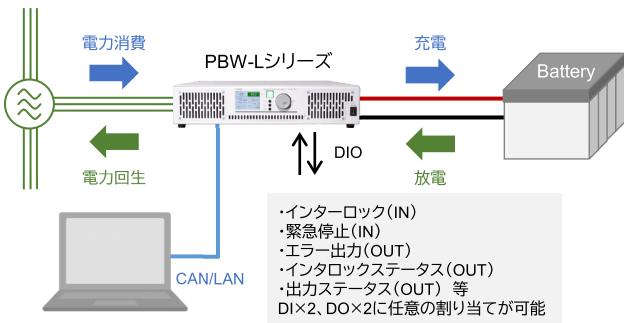 電力消費
PBW-Lシリーズ
充電
Battery
電力回生
DIO
放電
・インターロック(IN)
・緊急停止(IN)
・エラー出力(OUT)
・インタロックステータス(OUT)
・出力ステータス(OUT) 等
DI×2、DO×2に任意の割り当てが可能
CAN/LAN